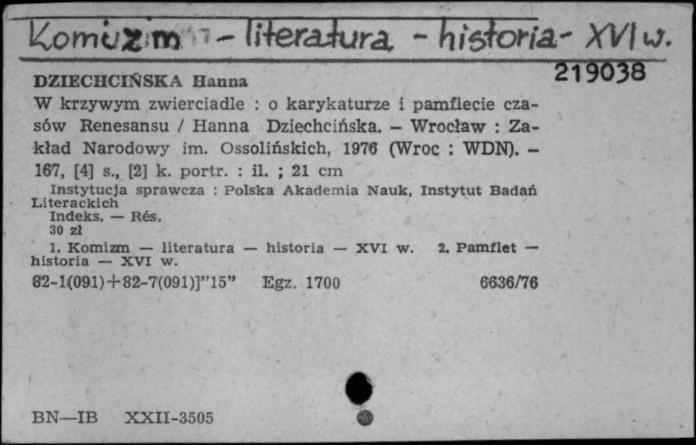 Komizm - literatura - historia - XVI w.
219038
DZIECHCIŃSKA Hanna
W krzywym zwierciadle : o karykaturze i pamflecie cza-
sów Renesansu / Hanna Dziechcińska. — Wrocław : Za-
kład Narodowy im. Ossolińskich, 1976 (Wroc : WDN). —
167, [4] s., [2] k. portr. : il. ; 21 cm
Instytucja sprawcza : Polska Akademia Nauk, Instytut Badań
Literackich
Indeks. — Rés.
30 zł
1. Komizm — literatura — historia — XVI w. 2. Pamflet —
historia — XVI w.
82-1(091)+82-7(091)]"15" Egz. 1700 6636/76
BN—IB XXII-3505